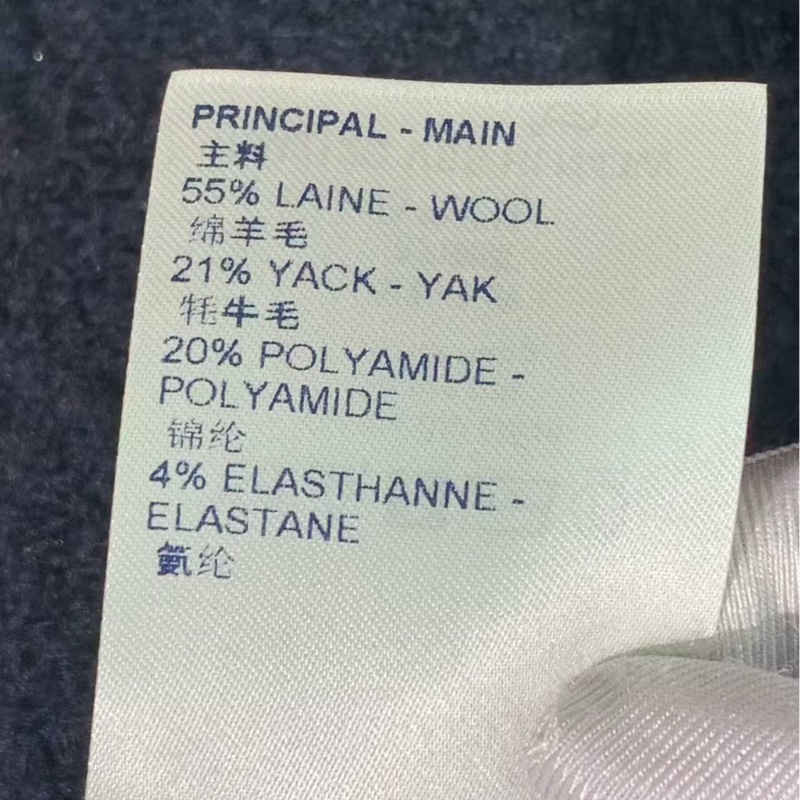 PRINCIPAL - MAIN
主料
55% LAINE - WOOL
绵羊毛
21% YACK - YAK
牦牛毛
20% POLYAMIDE -
POLYAMIDE
锦纶
4% ELASTHANNE -
ELASTANE
氨纶